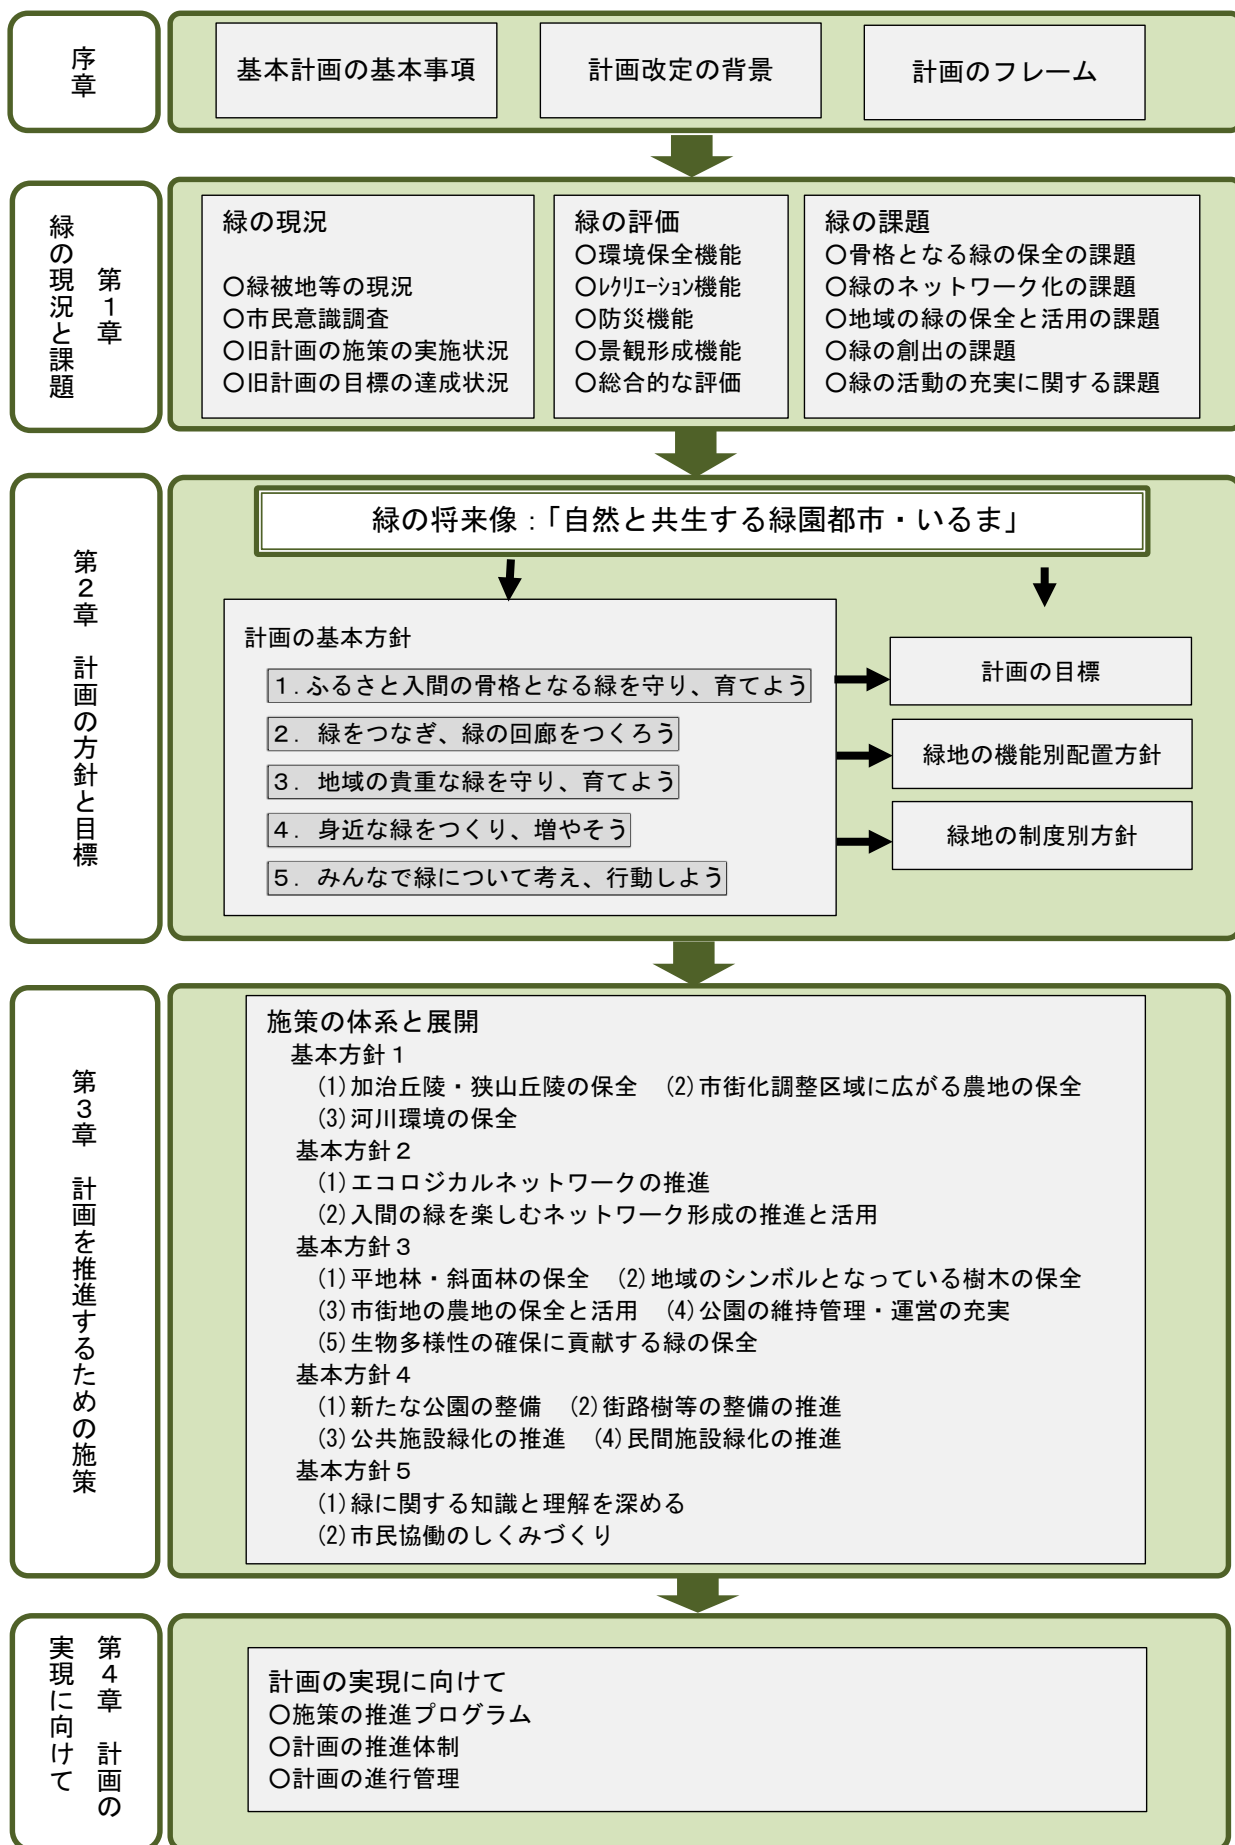 序章
基本計画の基本事項
計画改定の背景
計画のフレーム
第1章
緑の現況と課題
緑の現況
○緑被地等の現況
○市民意識調査
○旧計画の施策の実施状況
○旧計画の目標の達成状況
緑の評価
○環境保全機能
○ﾚｸﾘｴｰｼｮﾝ機能
○防災機能
○景観形成機能
○総合的な評価
緑の課題
○骨格となる緑の保全の課題
○緑のネットワーク化の課題
○地域の緑の保全と活用の課題
○緑の創出の課題
○緑の活動の充実に関する課題
第2章　計画の方針と目標
緑の将来像：「自然と共生する緑園都市・いるま」
計画の基本方針
１．ふるさと入間の骨格となる緑を守り、育てよう
２．緑をつなぎ、緑の回廊をつくろう
３．地域の貴重な緑を守り、育てよう
４．身近な緑をつくり、増やそう
５．みんなで緑について考え、行動しよう
計画の目標
緑地の機能別配置方針
緑地の制度別方針
第3章　計画を推進するための施策
施策の体系と展開
基本方針１
(1)加治丘陵・狭山丘陵の保全　(2)市街化調整区域に広がる農地の保全
(3)河川環境の保全
基本方針２
(1)エコロジカルネットワークの推進
(2)入間の緑を楽しむネットワーク形成の推進と活用
基本方針３
(1)平地林・斜面林の保全　(2)地域のシンボルとなっている樹木の保全
(3)市街地の農地の保全と活用　(4)公園の維持管理・運営の充実
(5)生物多様性の確保に貢献する緑の保全
基本方針４
(1)新たな公園の整備　(2)街路樹等の整備の推進
(3)公共施設緑化の推進　(4)民間施設緑化の推進
基本方針５
(1)緑に関する知識と理解を深める
(2)市民協働のしくみづくり
第4章　計画の
実現に向けて
計画の実現に向けて
○施策の推進プログラム
○計画の推進体制
○計画の進行管理